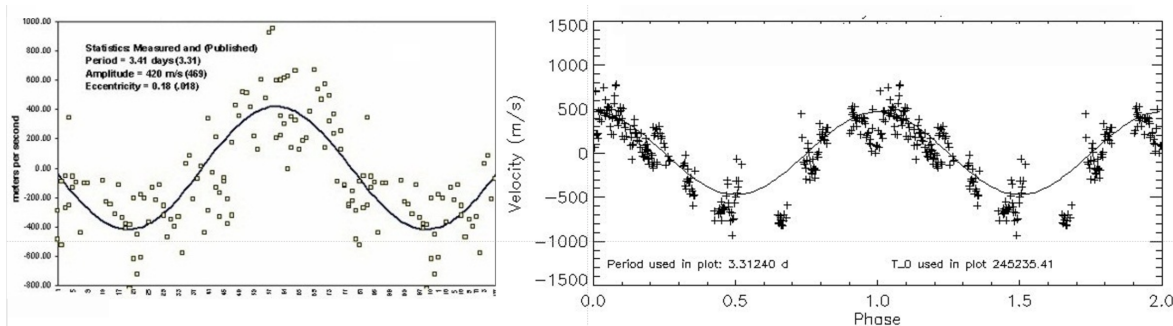 1000.00
800.00
600.00
400.00
200.00
0.00
-200.00
-400.00
-600.00
-800.00
meters per second
Statistics: Measured and (Published)
Period = 3.41 days (3.31)
Amplitude = 420 m/s (469)
Eccentricity = 0.18 (.018)
1500
1000
500
0
-500
-1000
-1500
Velocity (m/s)
Period used in plot: 3.31240 d
T_0 used in plot 245235.41
0.0 0.5 1.0 1.5 2.0
Phase